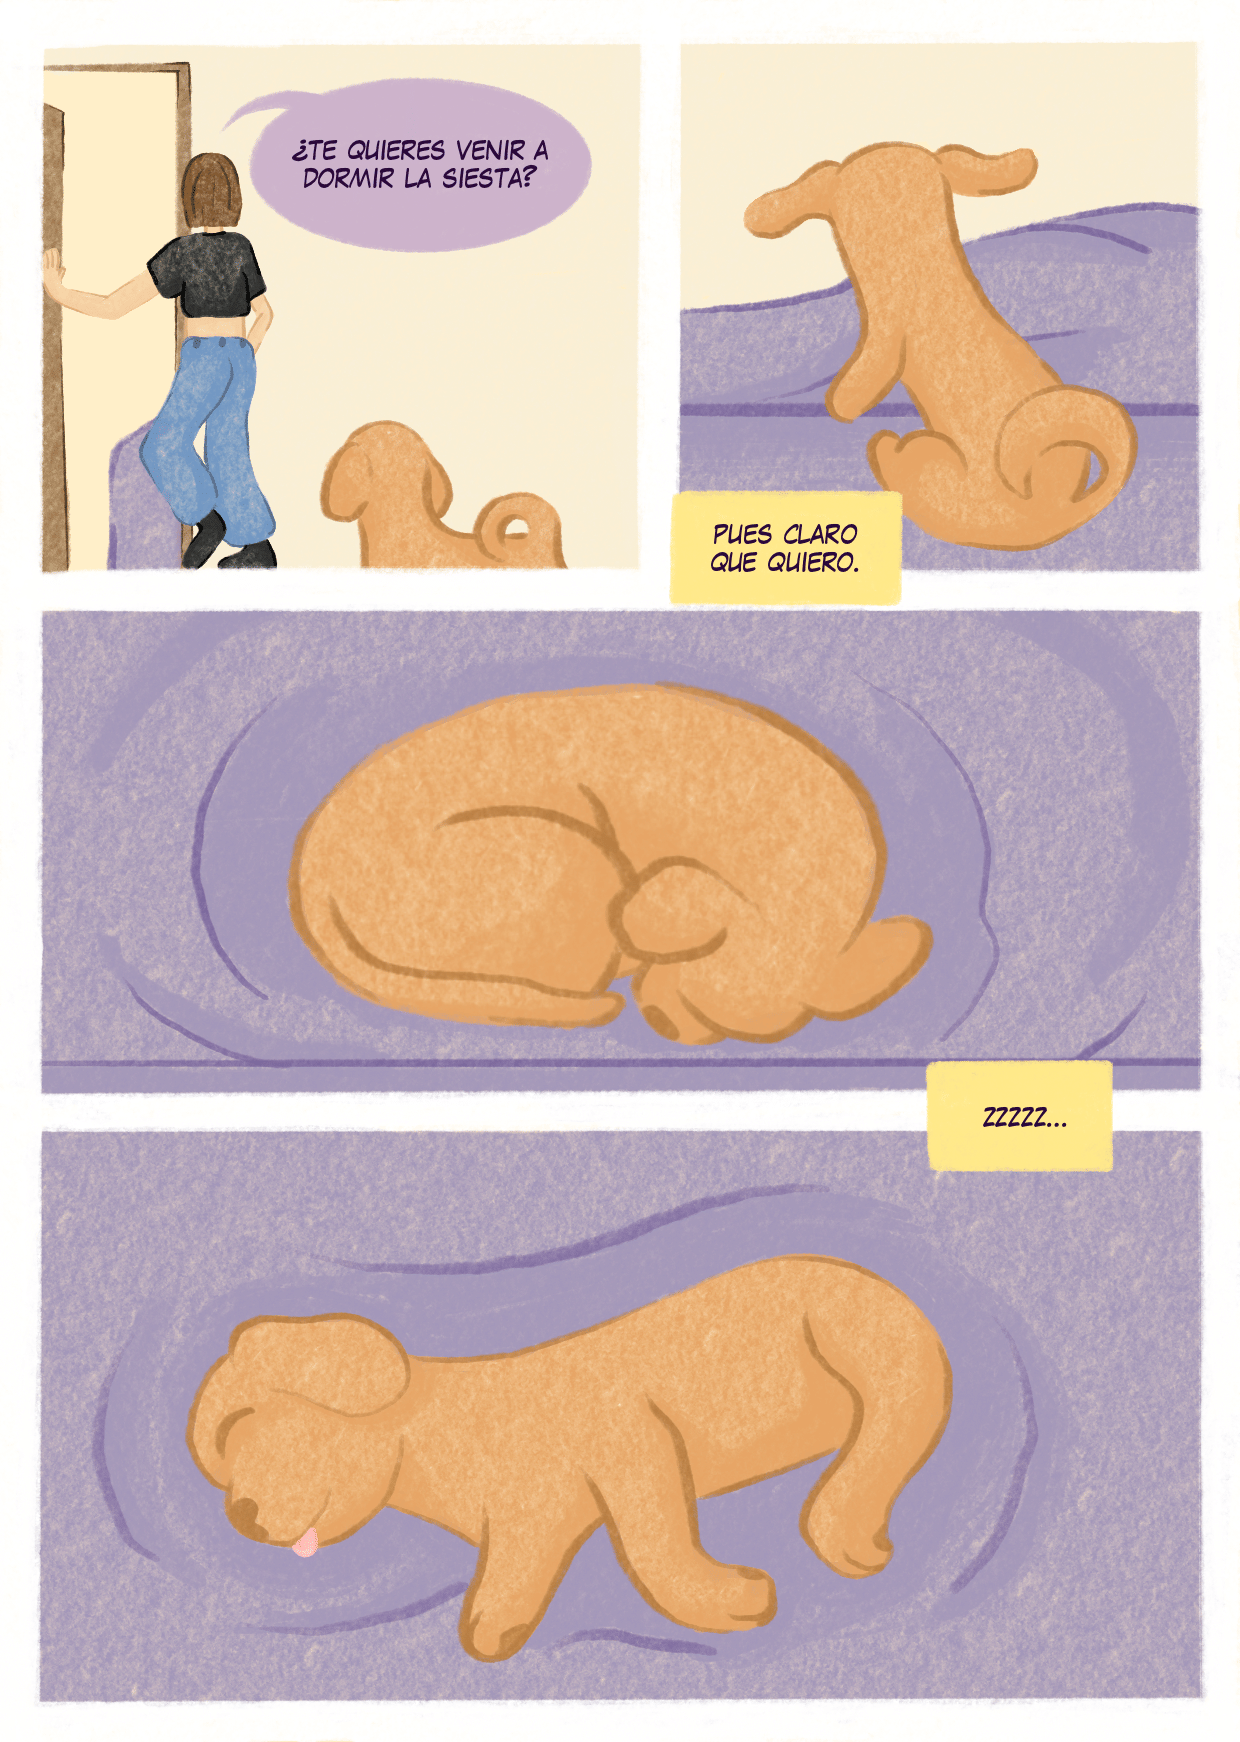 ¿TE QUIERES VENIR A
DORMIR LA SIESTA?
PUES CLARO
QUE QUIERO.
ZZZZZ...